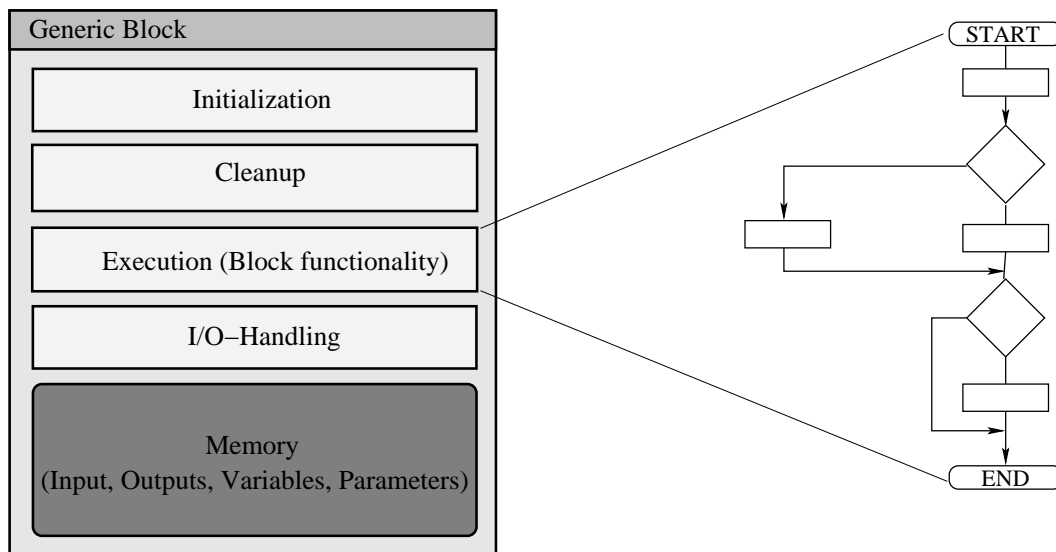 Generic Block
Initialization
Cleanup
Execution (Block functionality)
I/O−Handling
Memory
(Input, Outputs, Variables, Parameters)
START
END